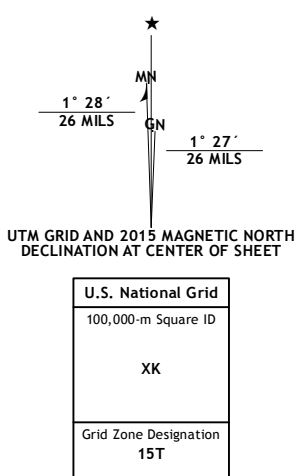 ★
MN
1° 28´
26 MILS
GN
1° 27´
26 MILS
UTM GRID AND 2015 MAGNETIC NORTH
DECLINATION AT CENTER OF SHEET
U.S. National Grid
100,000-m Square ID
XK
Grid Zone Designation
15T